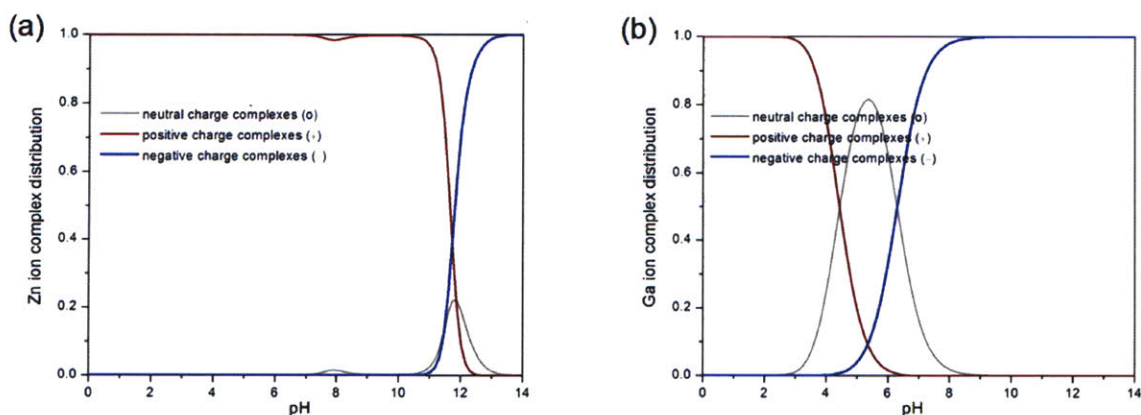 (a)
1.0
0.8
0.6
0.4
0.2
0.0
Zn ion complex distribution
neutral charge complexes (o)
positive charge complexes (+)
negative charge complexes ( )
0 2 4 6 8 10 12 14
pH
(b)
1.0
0.8
0.6
0.4
0.2
0.0
Ga ion complex distribution
neutral charge complexes (o)
positive charge complexes (+)
negative charge complexes (−)
0 2 4 6 8 10 12 14
pH